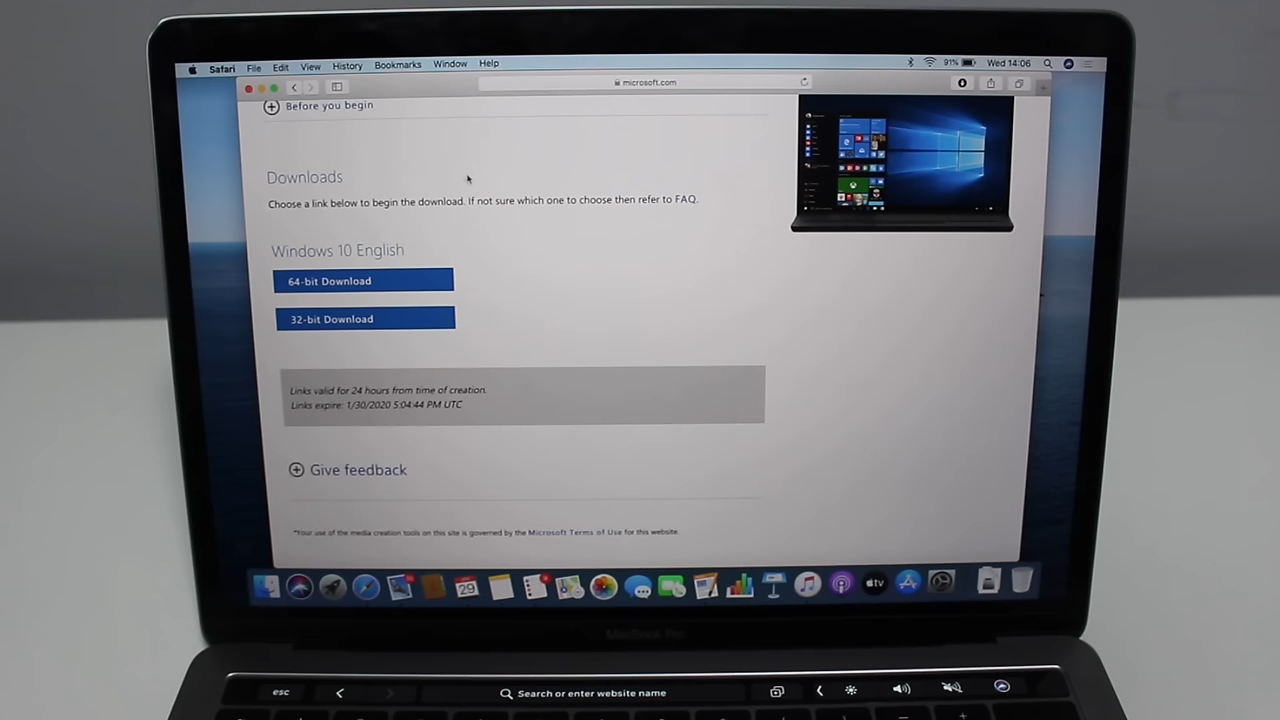 Safari File Edit View History Bookmarks Window Help 91% Wed 14:06
microsoft.com
Before you begin
Downloads
Choose a link below to begin the download. If not sure which one to choose then refer to FAQ.
Windows 10 English
64-bit Download
32-bit Download
Links valid for 24 hours from time of creation.
Links expire: 1/30/2020 5:04:44 PM UTC
Give feedback
*Your use of the media creation tools on this site is governed by the Microsoft Terms of Use for this website.
29
tv
MacBook Pro
esc Search or enter website name